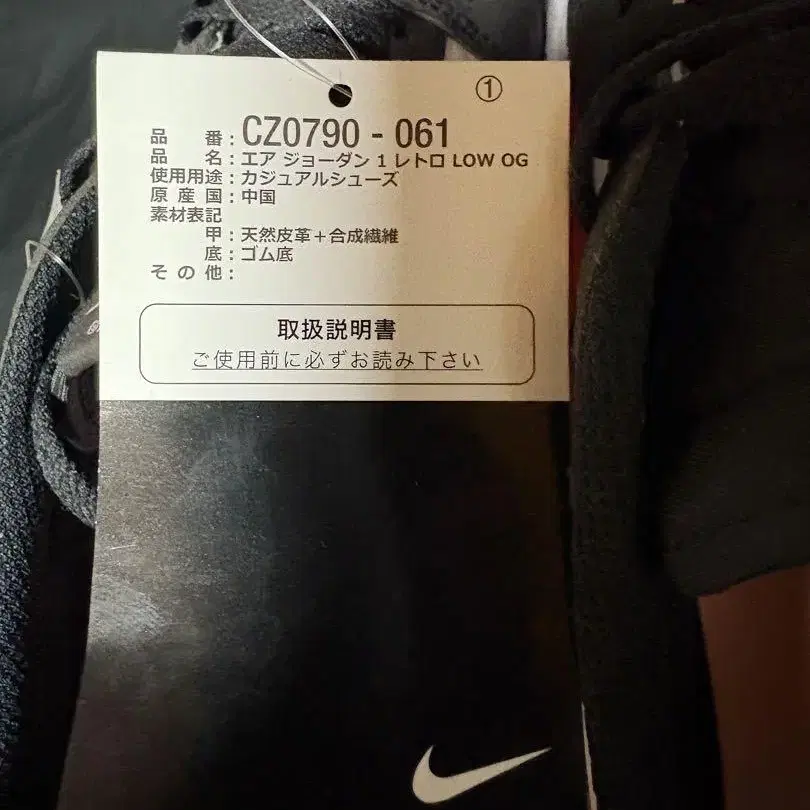 ①
品 番：CZ0790 - 061
品 名：エア ジョーダン 1 レトロ LOW OG
使用用途：カジュアルシューズ
原 産 国：中国
素材表記
甲：天然皮革＋合成繊維
底：ゴム底
そ の 他：
取扱説明書
ご使用前に必ずお読み下さい